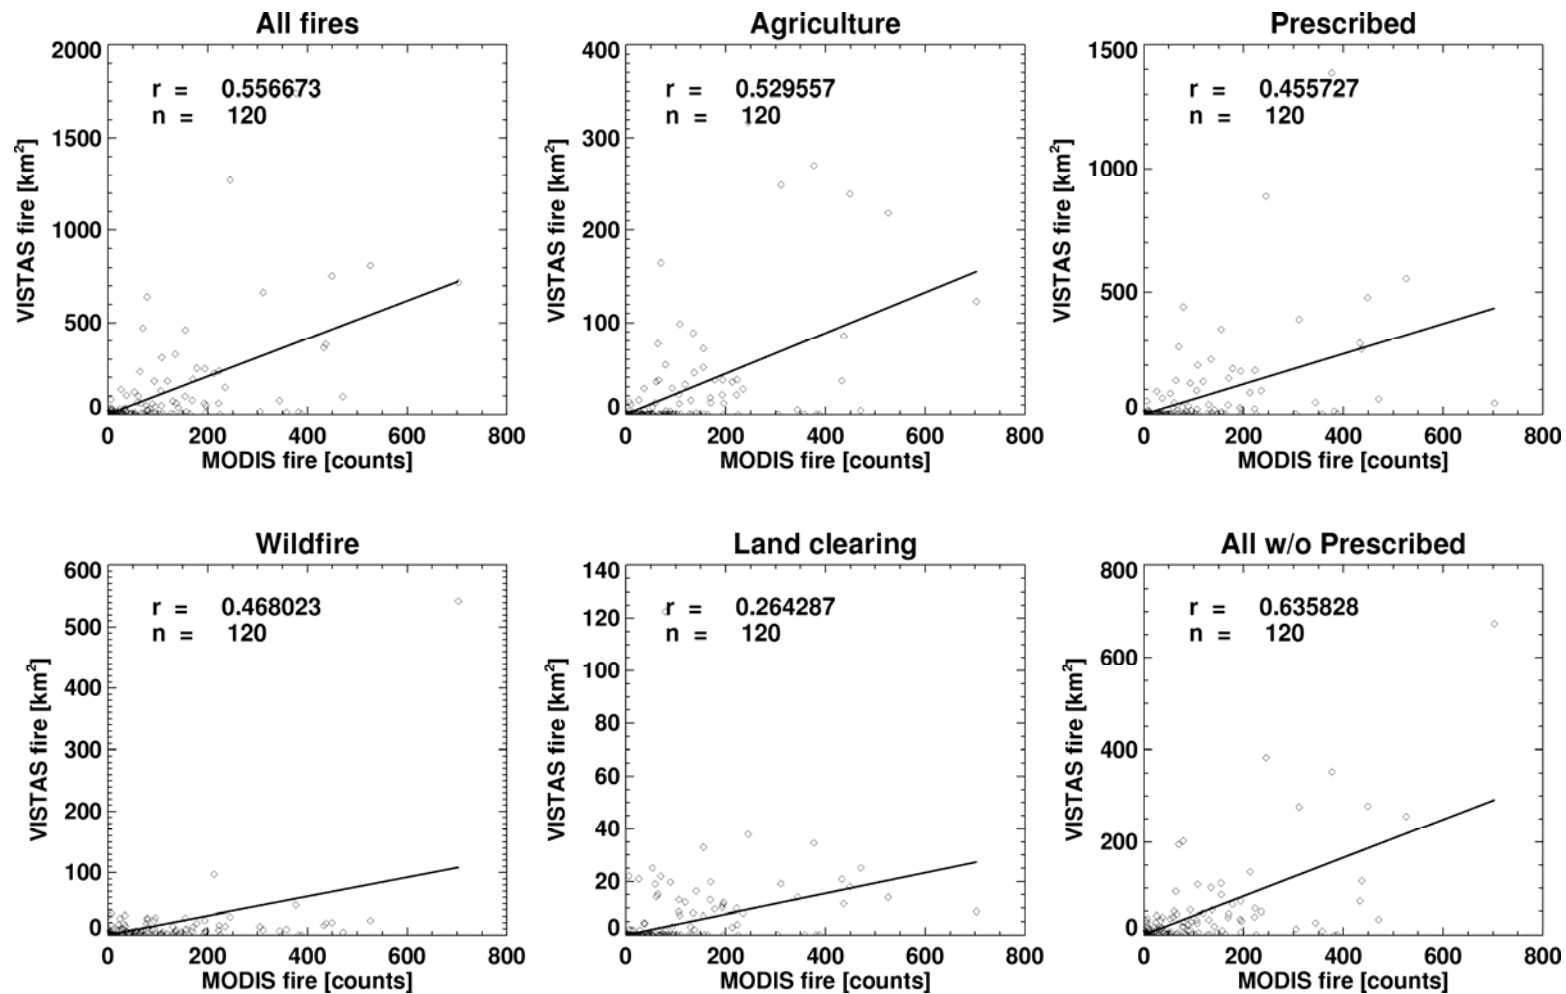 All fires
2000
1500
1000
500
0
r = 0.556673
n = 120
VISTAS fire [km²]
0 200 400 600 800
MODIS fire [counts]
Agriculture
400
300
200
100
0
r = 0.529557
n = 120
VISTAS fire [km²]
0 200 400 600 800
MODIS fire [counts]
Prescribed
1500
1000
500
0
r = 0.455727
n = 120
VISTAS fire [km²]
0 200 400 600 800
MODIS fire [counts]
Wildfire
600
500
400
300
200
100
0
r = 0.468023
n = 120
VISTAS fire [km²]
0 200 400 600 800
MODIS fire [counts]
Land clearing
140
120
100
80
60
40
20
0
r = 0.264287
n = 120
VISTAS fire [km²]
0 200 400 600 800
MODIS fire [counts]
All w/o Prescribed
800
600
400
200
0
r = 0.635828
n = 120
VISTAS fire [km²]
0 200 400 600 800
MODIS fire [counts]